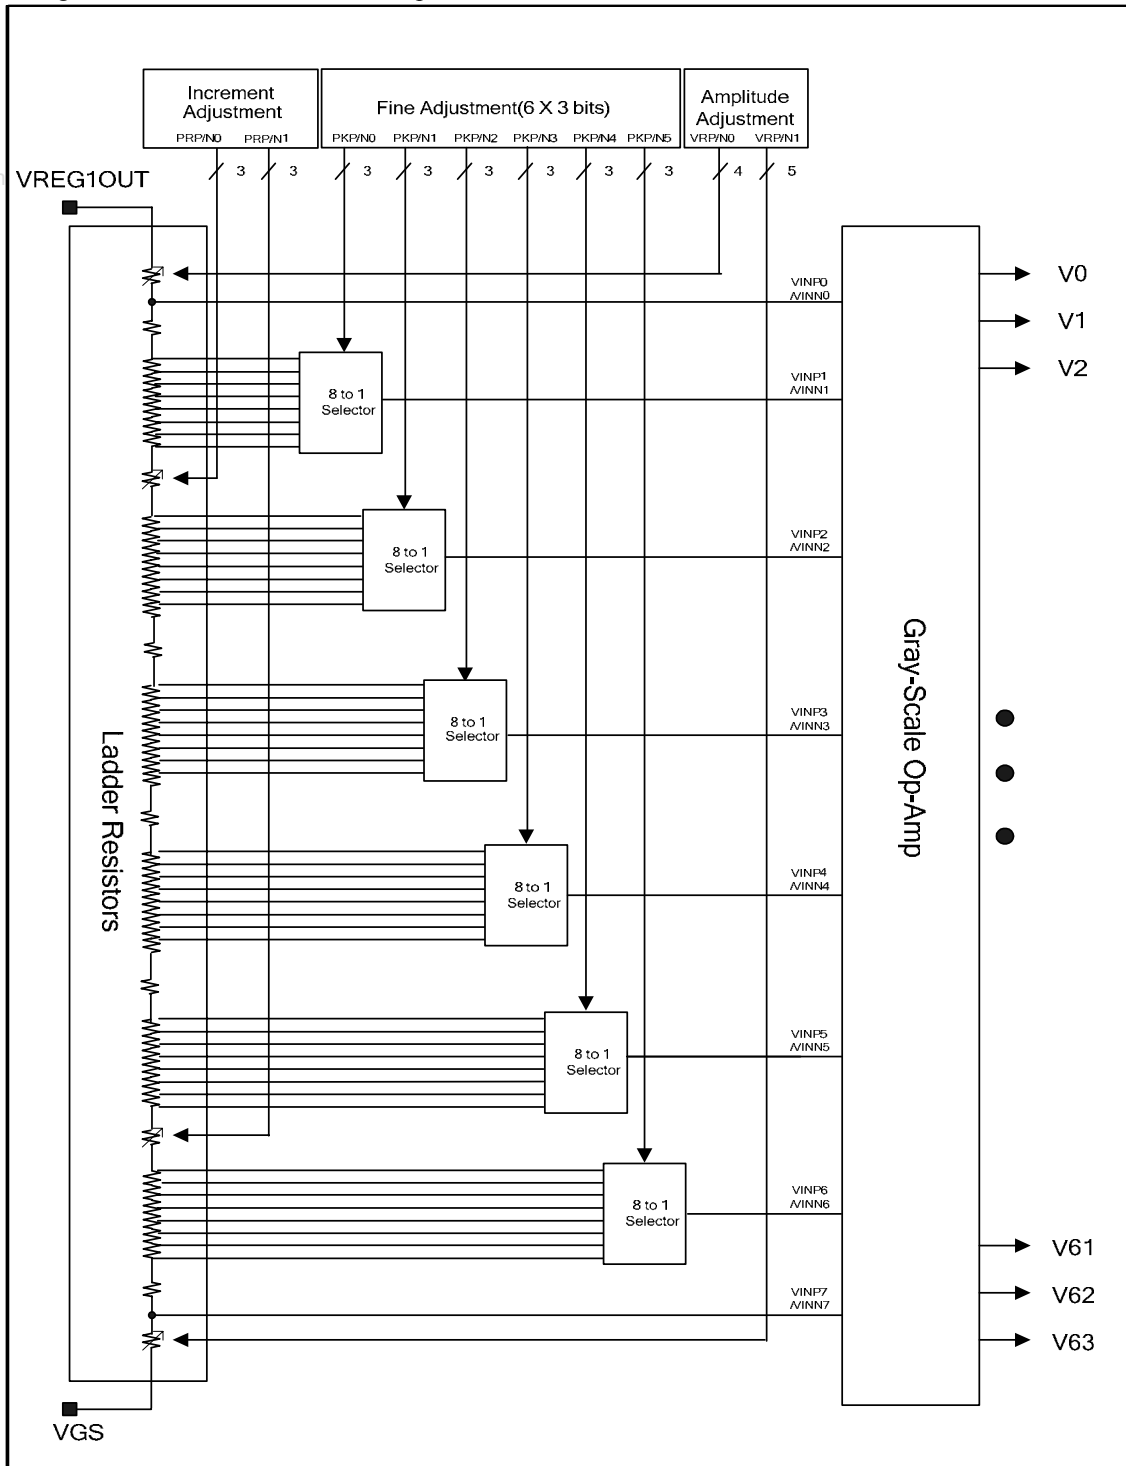 Increment
Adjustment
PRP/N0 PRP/N1
Fine Adjustment(6 X 3 bits)
PKP/N0 PKP/N1 PKP/N2 PKP/N3 PKP/N4 PKP/N5
Amplitude
Adjustment
VRP/N0 VRP/N1
3 3 3 3 3 3 3 3 4 5
VREG1OUT
V0
VINP0
/VINN0
V1
V2
VINP1
/VINN1
8 to 1
Selector
VINP2
/VINN2
8 to 1
Selector
Gray-Scale Op-Amp
VINP3
/VINN3
8 to 1
Selector
Ladder Resistors
VINP4
/VINN4
8 to 1
Selector
VINP5
/VINN5
8 to 1
Selector
VINP6
/VINN6
8 to 1
Selector
V61
VINP7
/VINN7
V62
V63
VGS